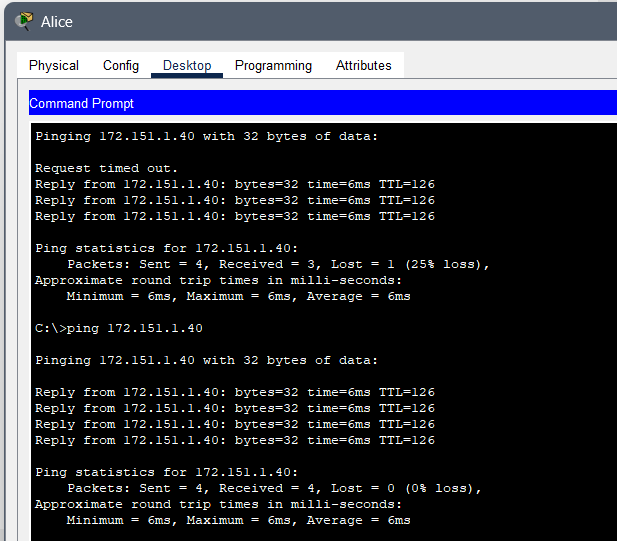 Alice
Physical Config Desktop Programming Attributes
Command Prompt
Pinging 172.151.1.40 with 32 bytes of data:
Request timed out.
Reply from 172.151.1.40: bytes=32 time=6ms TTL=126
Reply from 172.151.1.40: bytes=32 time=6ms TTL=126
Reply from 172.151.1.40: bytes=32 time=6ms TTL=126
Ping statistics for 172.151.1.40:
Packets: Sent = 4, Received = 3, Lost = 1 (25% loss),
Approximate round trip times in milli-seconds:
Minimum = 6ms, Maximum = 6ms, Average = 6ms
C:\>ping 172.151.1.40
Pinging 172.151.1.40 with 32 bytes of data:
Reply from 172.151.1.40: bytes=32 time=6ms TTL=126
Reply from 172.151.1.40: bytes=32 time=6ms TTL=126
Reply from 172.151.1.40: bytes=32 time=6ms TTL=126
Reply from 172.151.1.40: bytes=32 time=6ms TTL=126
Ping statistics for 172.151.1.40:
Packets: Sent = 4, Received = 4, Lost = 0 (0% loss),
Approximate round trip times in milli-seconds:
Minimum = 6ms, Maximum = 6ms, Average = 6ms